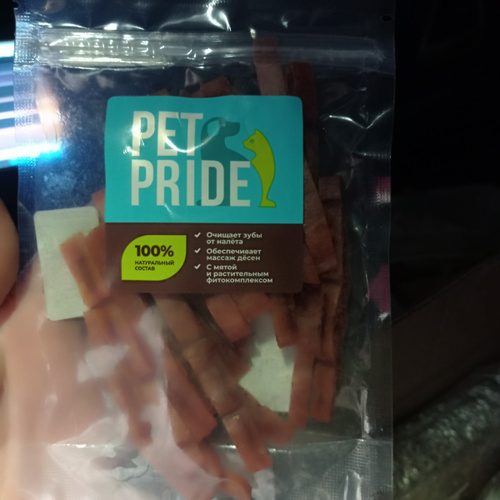 PET
PRIDE
100%
НАТУРАЛЬНЫЙ
СОСТАВ
Очищает зубы
от налёта
Обеспечивает
массаж дёсен
С мятой
и растительным
фитокомплексом